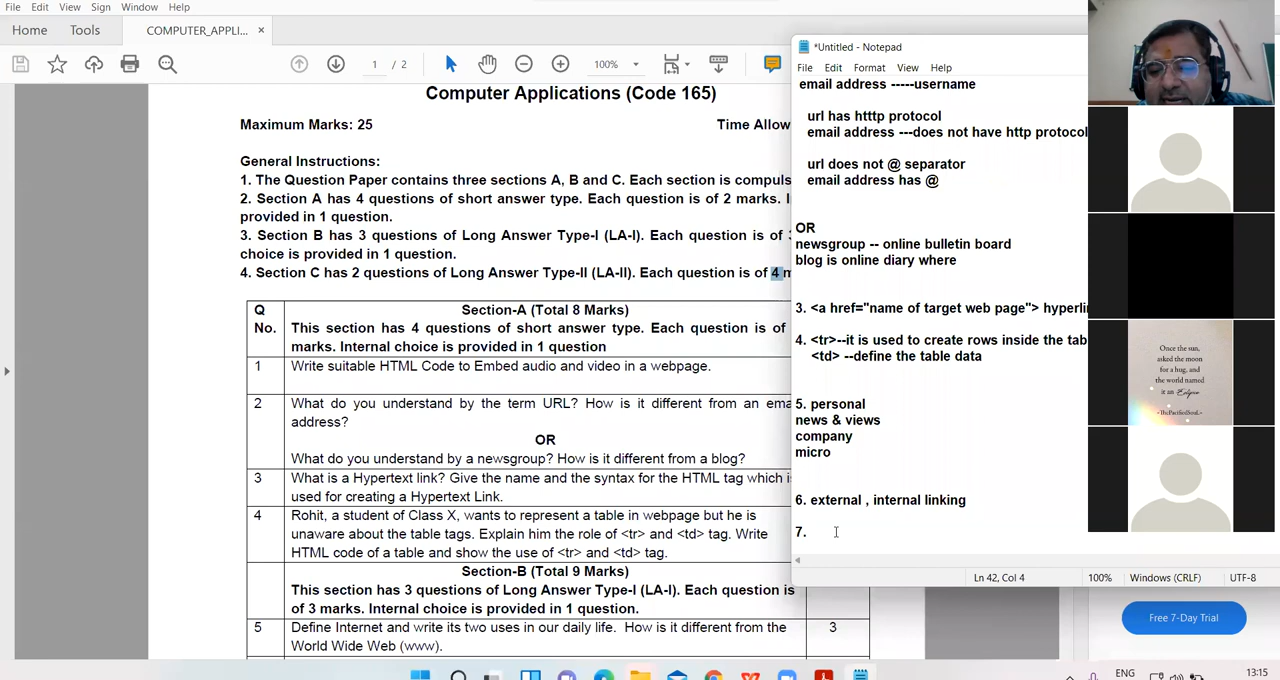 File Edit View Sign Window Help
Home Tools COMPUTER_APPLI... ×
1 / 2 100%
Computer Applications (Code 165)
Maximum Marks: 25 Time Allow
General Instructions:
1. The Question Paper contains three sections A, B and C. Each section is compuls
2. Section A has 4 questions of short answer type. Each question is of 2 marks. I
provided in 1 question.
3. Section B has 3 questions of Long Answer Type-I (LA-I). Each question is of 3
choice is provided in 1 question.
4. Section C has 2 questions of Long Answer Type-II (LA-II). Each question is of 4 m
Q No. Section-A (Total 8 Marks)
This section has 4 questions of short answer type. Each question is of
marks. Internal choice is provided in 1 question
1 Write suitable HTML Code to Embed audio and video in a webpage.
2 What do you understand by the term URL? How is it different from an ema
address?
OR
What do you understand by a newsgroup? How is it different from a blog?
3 What is a Hypertext link? Give the name and the syntax for the HTML tag which i
used for creating a Hypertext Link.
4 Rohit, a student of Class X, wants to represent a table in webpage but he is
unaware about the table tags. Explain him the role of <tr> and <td> tag. Write
HTML code of a table and show the use of <tr> and <td> tag.
Section-B (Total 9 Marks)
This section has 3 questions of Long Answer Type-I (LA-I). Each question is
of 3 marks. Internal choice is provided in 1 question.
5 Define Internet and write its two uses in our daily life. How is it different from the 3
World Wide Web (www).
*Untitled - Notepad
File Edit Format View Help
email address -----username
url has htttp protocol
email address ---does not have http protocol
url does not @ separator
email address has @
OR
newsgroup -- online bulletin board
blog is online diary where
3. <a href="name of target web page"> hyperli
4. <tr>--it is used to create rows inside the tab
<td> --define the table data
5. personal
news & views
company
micro
6. external , internal linking
7.
Ln 42, Col 4 100% Windows (CRLF) UTF-8
Once the sun,
asked the moon
for a hug, and
the world named
it an Eclipse
Free 7-Day Trial
ENG 13:15